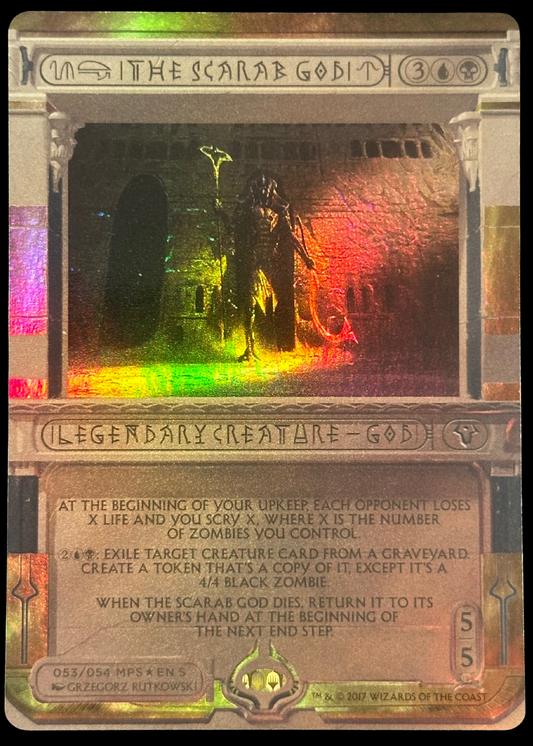 THE SCARAB GOD 3
LEGENDARY CREATURE – GOD
AT THE BEGINNING OF YOUR UPKEEP, EACH OPPONENT LOSES
X LIFE AND YOU SCRY X, WHERE X IS THE NUMBER
OF ZOMBIES YOU CONTROL.
2: EXILE TARGET CREATURE CARD FROM A GRAVEYARD.
CREATE A TOKEN THAT'S A COPY OF IT, EXCEPT IT'S A
4/4 BLACK ZOMBIE.
WHEN THE SCARAB GOD DIES, RETURN IT TO ITS
OWNER'S HAND AT THE BEGINNING OF
THE NEXT END STEP.
5
5
053/054 MPS★EN S
GRZEGORZ RUTKOWSKI
™ & © 2017 WIZARDS OF THE COAST